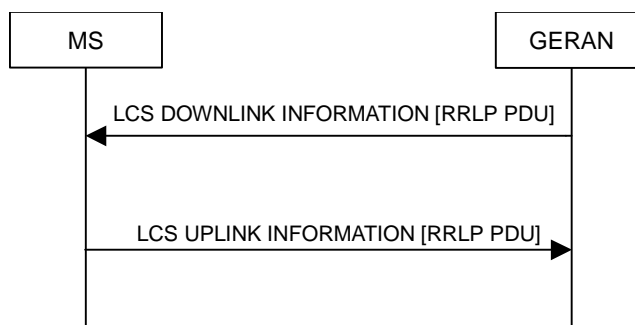 MS
GERAN
LCS DOWNLINK INFORMATION [RRLP PDU]
LCS UPLINK INFORMATION [RRLP PDU]